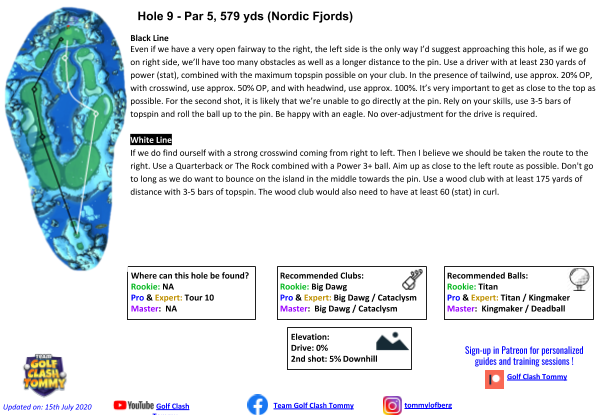 Hole 9 - Par 5, 579 yds (Nordic Fjords)
Black Line
Even if we have a very open fairway to the right, the left side is the only way I'd suggest approaching this hole, as if we go
on right side, we'll have too many obstacles as well as a longer distance to the pin. Use a driver with at least 230 yards of
power (stat), combined with the maximum topspin possible on your club. In the presence of tailwind, use approx. 20% OP,
with crosswind, use approx. 50% OP, and with headwind, use approx. 100%. It's very important to get as close to the top as
possible. For the second shot, it is likely that we're unable to go directly at the pin. Rely on your skills, use 3-5 bars of
topspin and roll the ball up to the pin. Be happy with an eagle. No over-adjustment for the drive is required.
White Line
If we do find ourself with a strong crosswind coming from right to left. Then I believe we should be taken the route to the
right. Use a Quarterback or The Rock combined with a Power 3+ ball. Aim up as close to the left route as possible. Don't go
to long as we do want to bounce on the island in the middle towards the pin. Use a wood club with at least 175 yards of
distance with 3-5 bars of topspin. The wood club would also need to have at least 60 (stat) in curl.
Where can this hole be found?
Rookie: NA
Pro & Expert: Tour 10
Master: NA
Recommended Clubs:
Rookie: Big Dawg
Pro & Expert: Big Dawg / Cataclysm
Master: Big Dawg / Cataclysm
Recommended Balls:
Rookie: Titan
Pro & Expert: Titan / Kingmaker
Master: Kingmaker / Deadball
Elevation:
Drive: 0%
2nd shot: 5% Downhill
Sign-up in Patreon for personalized
guides and training sessions !
Golf Clash Tommy
TEAM
GOLF
CLASH
TOMMY
Updated on: 15th July 2020
YouTube Golf Clash
Team Golf Clash Tommy
tommylofberg